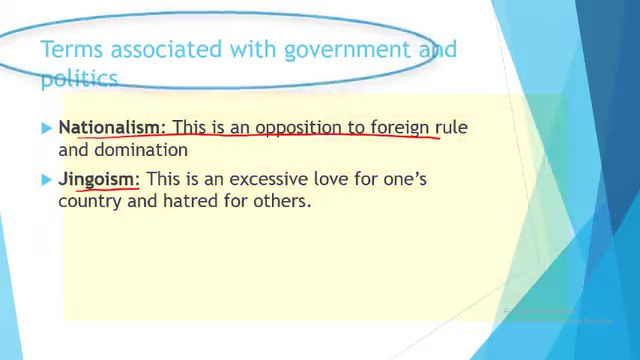 Terms associated with government and
politics
Nationalism: This is an opposition to foreign rule
and domination
Jingoism: This is an excessive love for one's
country and hatred for others.